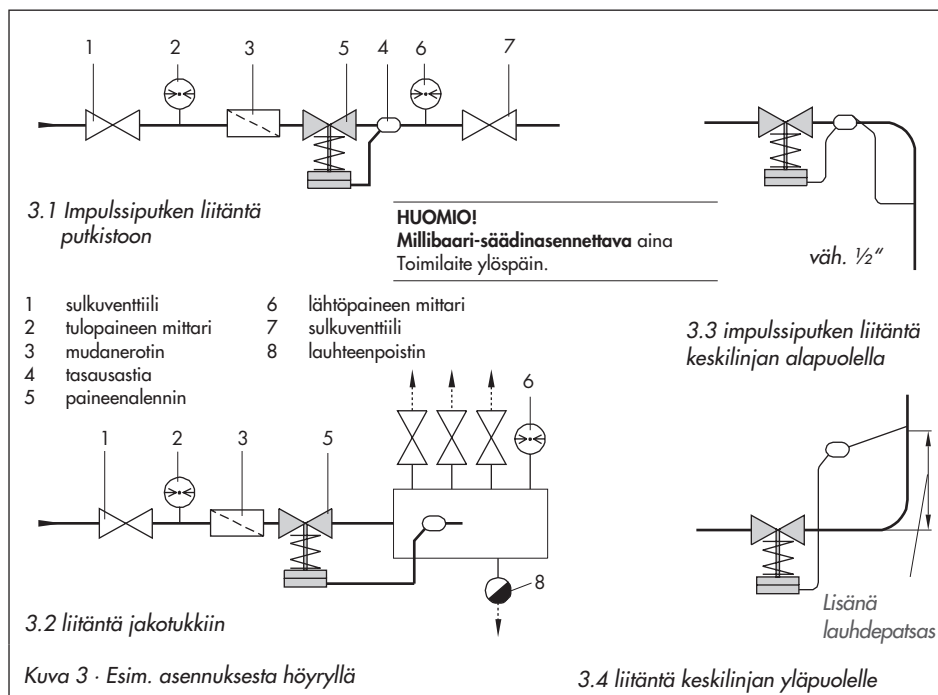 1 2 3 5 4 6 7
3.1 Impulssiputken liitäntä
putkistoon
HUOMIO!
Millibaari-säädinasennettava aina
Toimilaite ylöspäin.
väh. ½“
3.3 impulssiputken liitäntä
keskilinjan alapuolella
1 sulkuventtiili
2 tulopaineen mittari
3 mudanerotin
4 tasausastia
5 paineenalennin
6 lähtöpaineen mittari
7 sulkuventtiili
8 lauhteenpoistin
1 2 3 5 6
8
3.2 liitäntä jakotukkiin
Lisänä
lauhdepatsas
Kuva 3 · Esim. asennuksesta höyryllä
3.4 liitäntä keskilinjan yläpuolelle